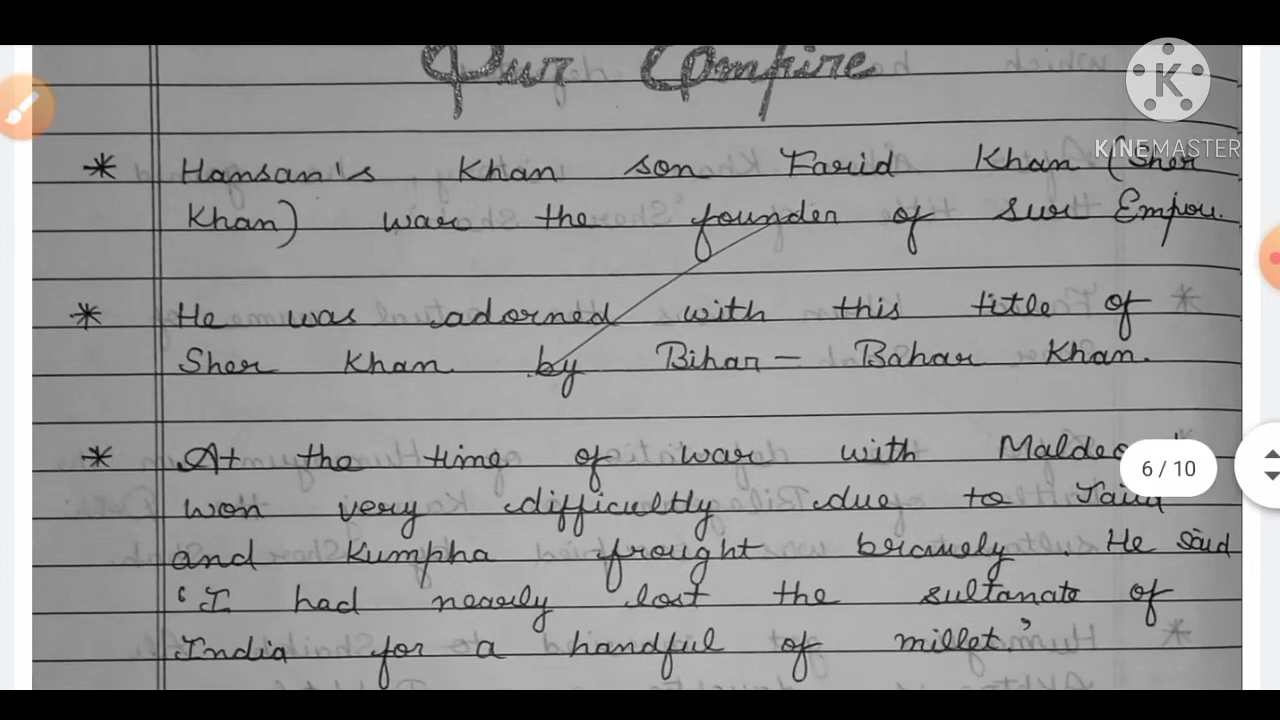 Sur Empire
KINEMASTER
* Hansan's Khan son Farid Khan (Sher
Khan) was the founder of sur Empou.
* He was adorned with this title of
Sher Khan by Bihar - Bahar Khan.
* At the time of war with
6 / 10
won very difficultly due to
and Kumpha frought bravely. He said
'I had nearly lost the sultanate of
India for a handful of millet.'